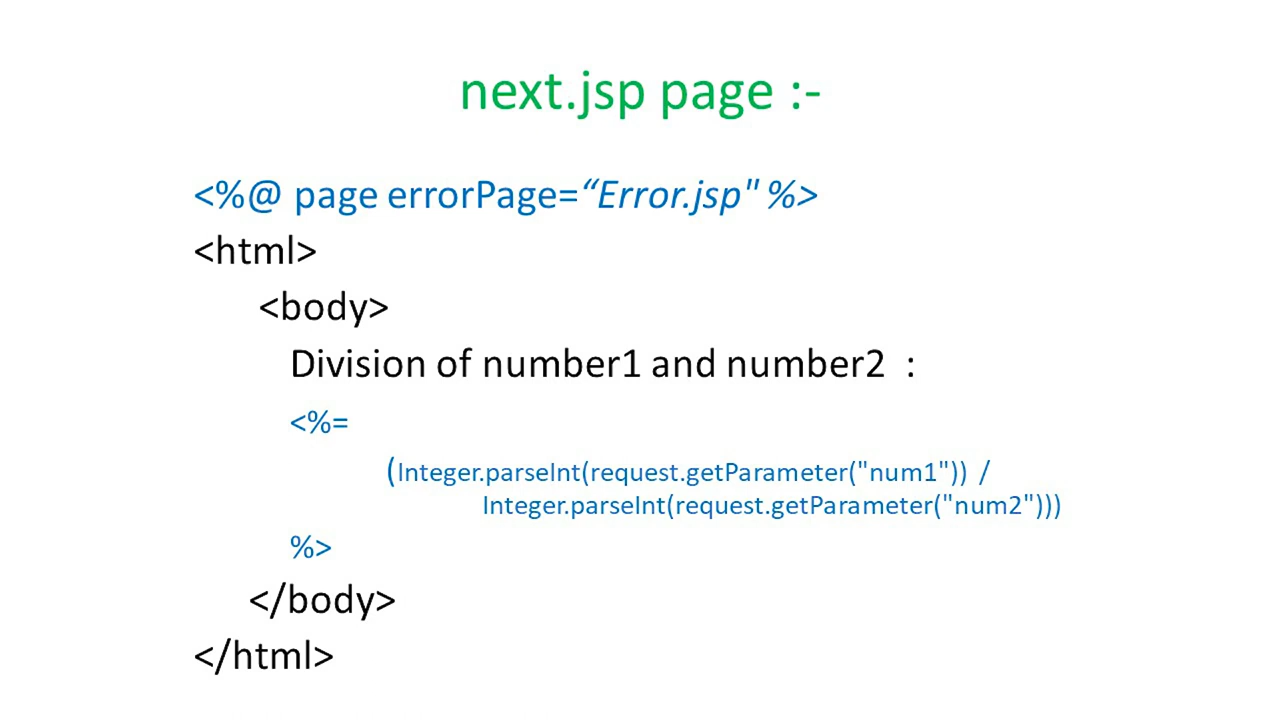 next.jsp page :-
<%@ page errorPage=“Error.jsp" %>
<html>
<body>
Division of number1 and number2 :
<%=
(Integer.parseInt(request.getParameter("num1")) /
Integer.parseInt(request.getParameter("num2")))
%>
</body>
</html>